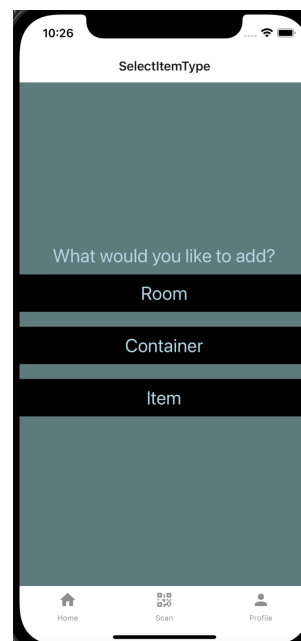 10:26
SelectItemType
What would you like to add?
Room
Container
Item
Home Scan Profile